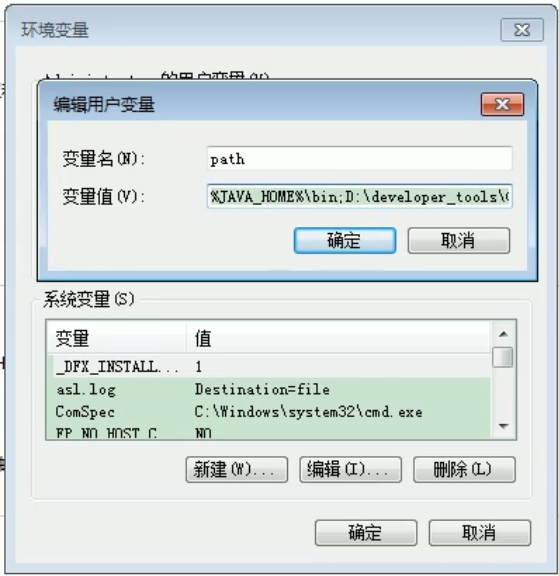 环境变量
的用户变量(U)
编辑用户变量
变量名(N):
path
变量值(V):
%JAVA_HOME%\bin;D:\developer_tools\
确定
取消
系统变量(S)
变量
值
_DFX_INSTALL...
1
asl.log
Destination=file
ComSpec
C:\Windows\system32\cmd.exe
FP_NO_HOST_C...
NO
新建(W)...
编辑(I)...
删除(L)
确定
取消